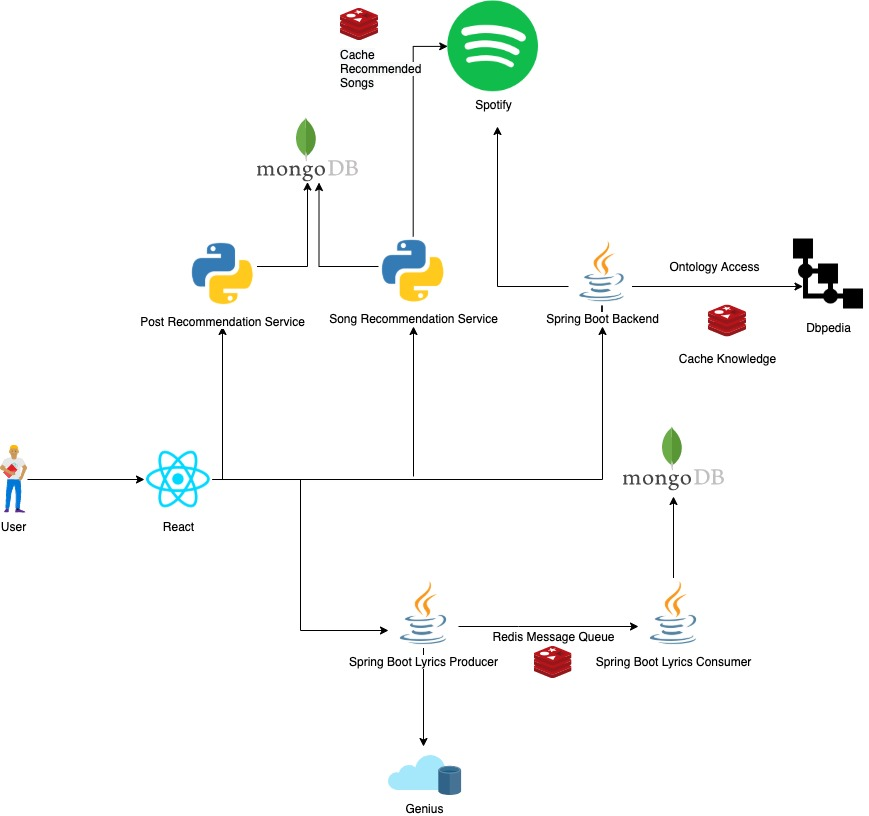 Cache
Recommended
Songs
Spotify
mongoDB
Post Recommendation Service
Song Recommendation Service
Spring Boot Backend
Ontology Access
Cache Knowledge
Dbpedia
mongoDB
User
React
Spring Boot Lyrics Producer
Redis Message Queue
Spring Boot Lyrics Consumer
Genius